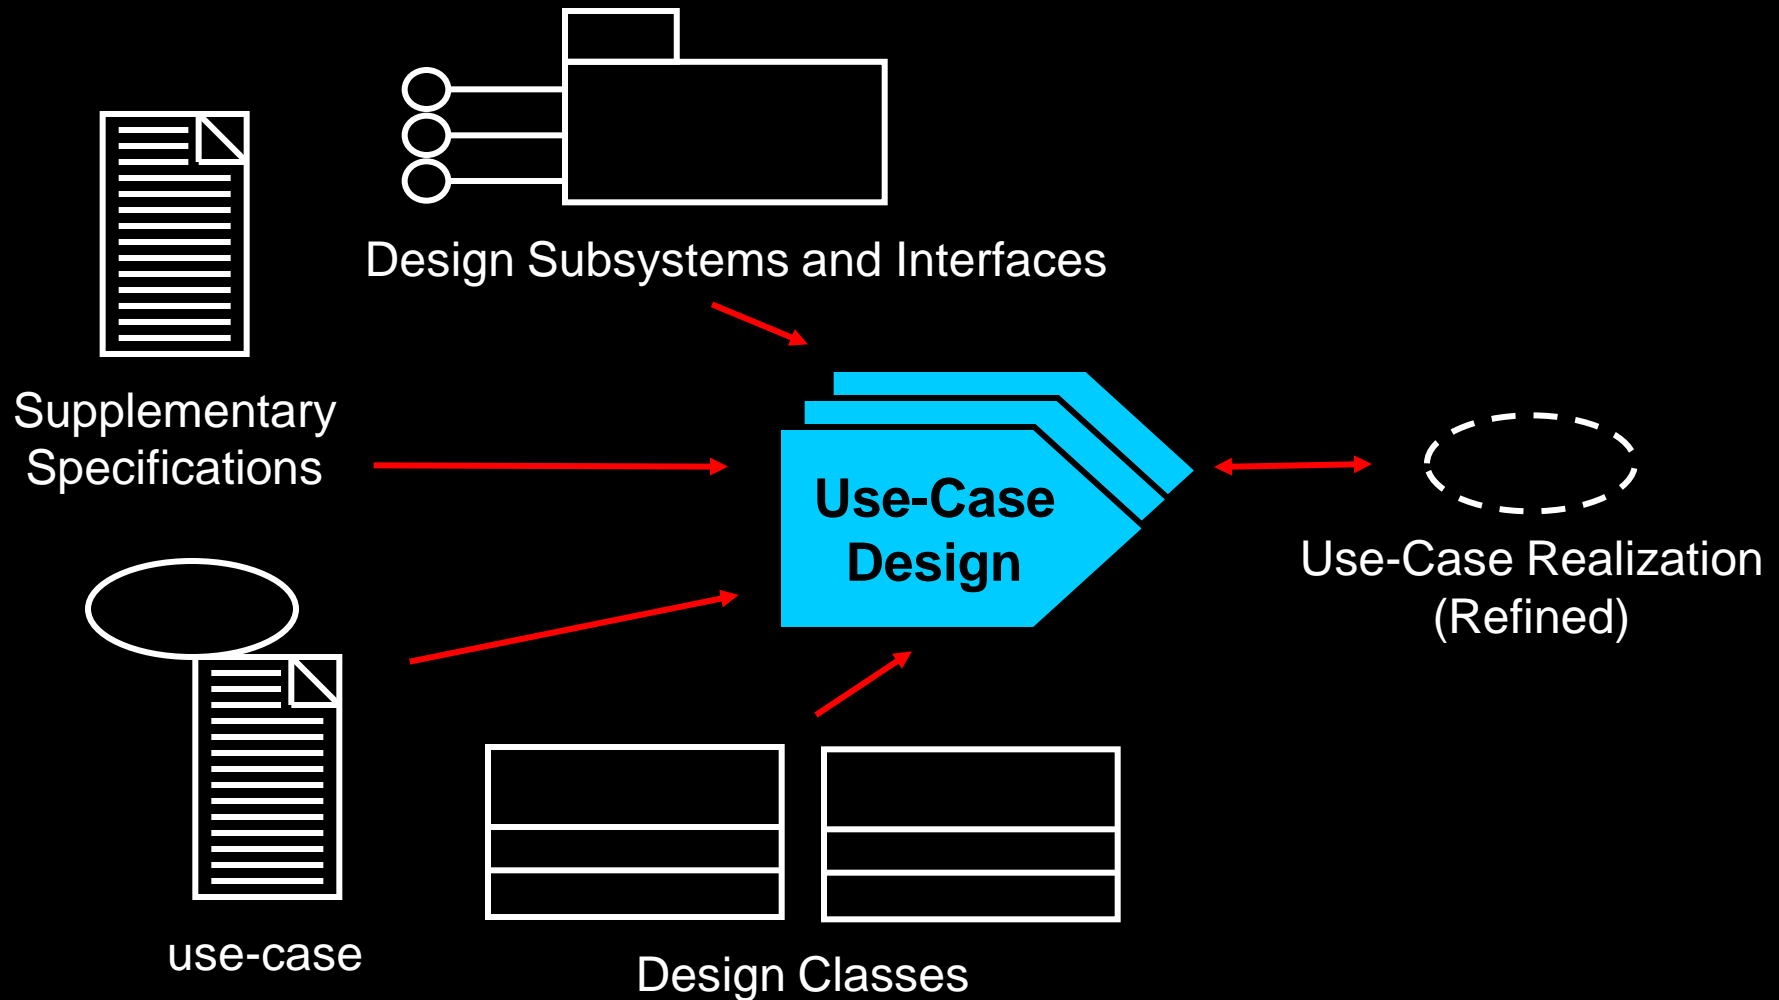 Design Subsystems and Interfaces
Supplementary
Specifications
Use-Case
Design
Use-Case Realization
(Refined)
use-case
Design Classes